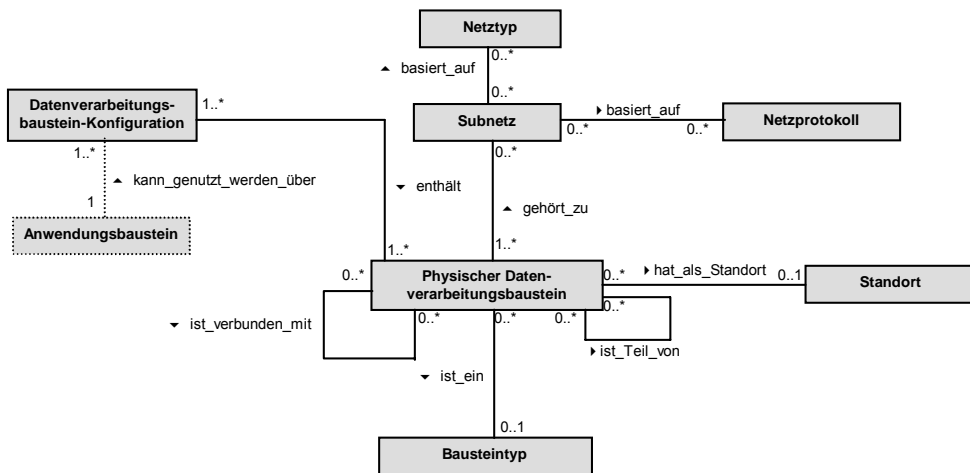 Netztyp
0..*
basiert_auf
0..*
Datenverarbeitungs-
baustein-Konfiguration
1..*
Subnetz
basiert_auf
0..*
0..*
Netzprotokoll
1..*
0..*
kann_genutzt_werden_über
enthält
1
gehört_zu
Anwendungsbaustein
1..*
1..*
0..*
Physischer Daten-
verarbeitungsbaustein
0..*
hat_als_Standort
0..1
Standort
0..*
ist_verbunden_mit
0..*
0..*
0..*
ist_Teil_von
ist_ein
0..1
Bausteintyp